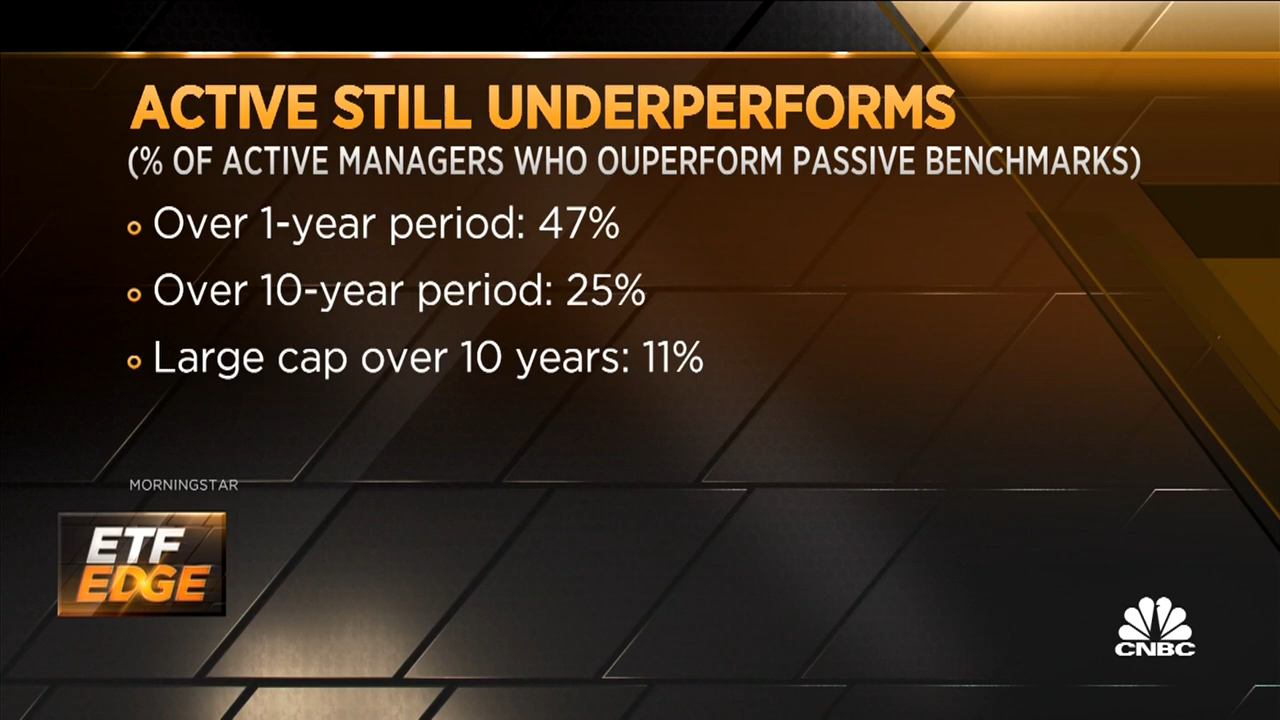 ACTIVE STILL UNDERPERFORMS
(% OF ACTIVE MANAGERS WHO OUPERFORM PASSIVE BENCHMARKS)
Over 1-year period: 47%
Over 10-year period: 25%
Large cap over 10 years: 11%
MORNINGSTAR
ETF
EDGE
CNBC